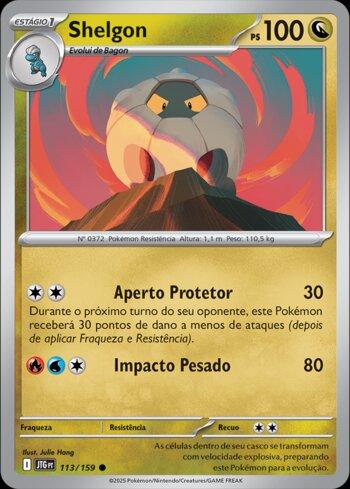 ESTÁGIO 1
Shelgon
PS 100
Evolui de Bagon
Nº 0372 Pokémon Resistência Altura: 1,1 m Peso: 110,5 kg
Aperto Protetor 30
Durante o próximo turno do seu oponente, este Pokémon
receberá 30 pontos de dano a menos de ataques (depois
de aplicar Fraqueza e Resistência).
Impacto Pesado 80
Fraqueza Resistência Recuo
Ilust. Julie Hang
I JTG PT 113/159
As células dentro de seu casco se transformam
com velocidade explosiva, preparando-o
para a evolução.
©2025 Pokémon/Nintendo/Creatures/GAME FREAK